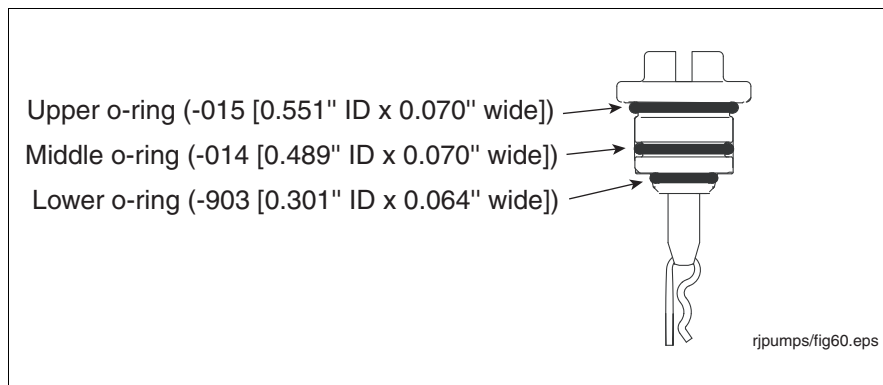 Upper o-ring (-015 [0.551" ID x 0.070" wide])
Middle o-ring (-014 [0.489" ID x 0.070" wide])
Lower o-ring (-903 [0.301" ID x 0.064" wide])
rjpumps/fig60.eps